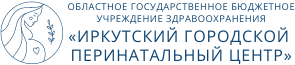 ОБЛАСТНОЕ ГОСУДАРСТВЕННОЕ БЮДЖЕТНОЕ
УЧРЕЖДЕНИЕ ЗДРАВООХРАНЕНИЯ
«ИРКУТСКИЙ ГОРОДСКОЙ
ПЕРИНАТАЛЬНЫЙ ЦЕНТР»